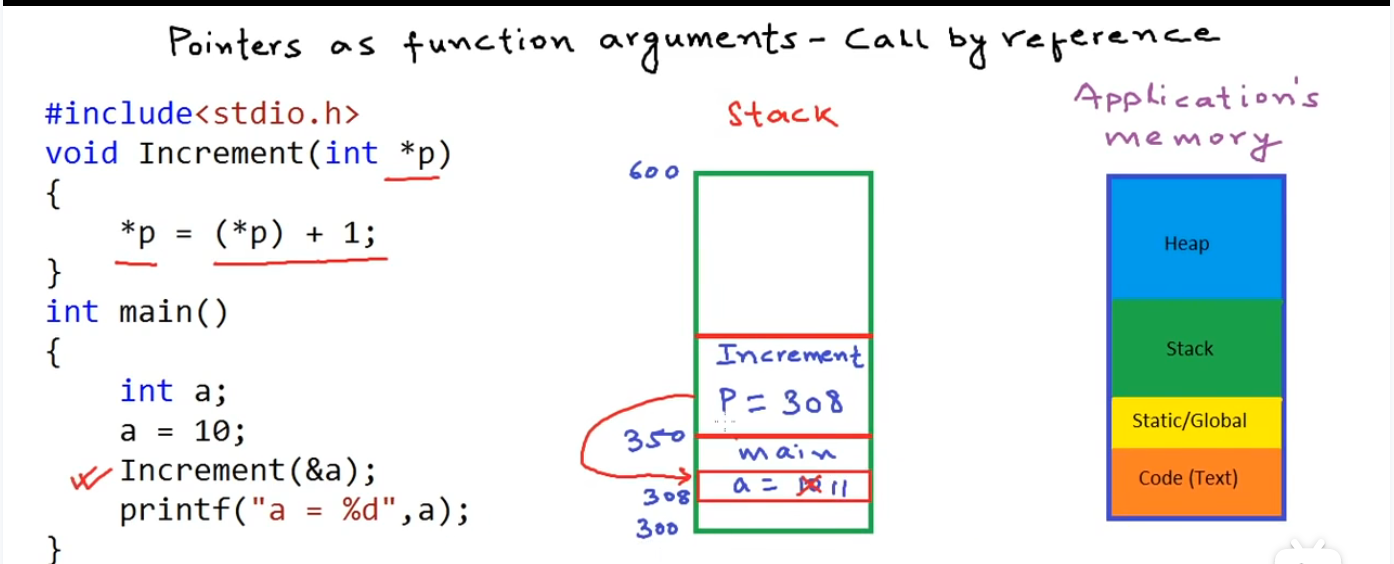 Pointers as function arguments - Call by reference
#include<stdio.h>
void Increment(int *p)
{
*p = (*p) + 1;
}
int main()
{
int a;
a = 10;
Increment(&a);
printf("a = %d",a);
}
Stack
600
Increment
P = 308
350
main
a = 10 11
308
300
Application's
memory
Heap
Stack
Static/Global
Code (Text)